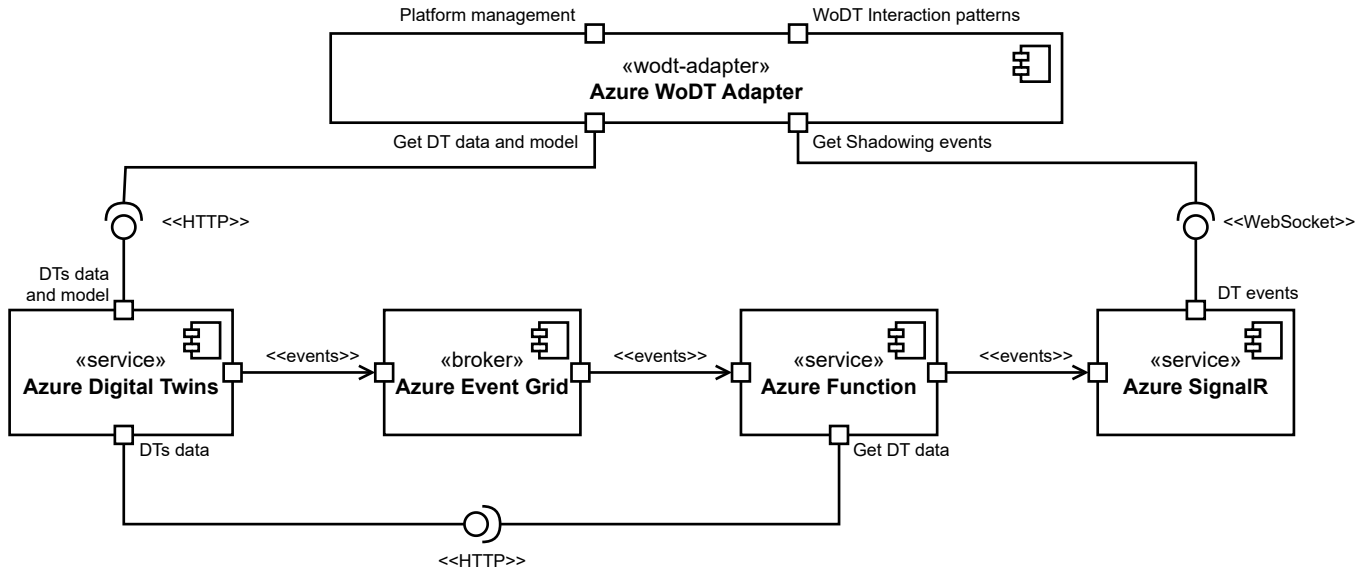 Platform management
WoDT Interaction patterns
«wodt-adapter»
Azure WoDT Adapter
Get DT data and model
Get Shadowing events
<<HTTP>>
<<WebSocket>>
DTs data
and model
DT events
«service»
Azure Digital Twins
<<events>>
«broker»
Azure Event Grid
<<events>>
«service»
Azure Function
<<events>>
«service»
Azure SignalR
DTs data
Get DT data
<<HTTP>>